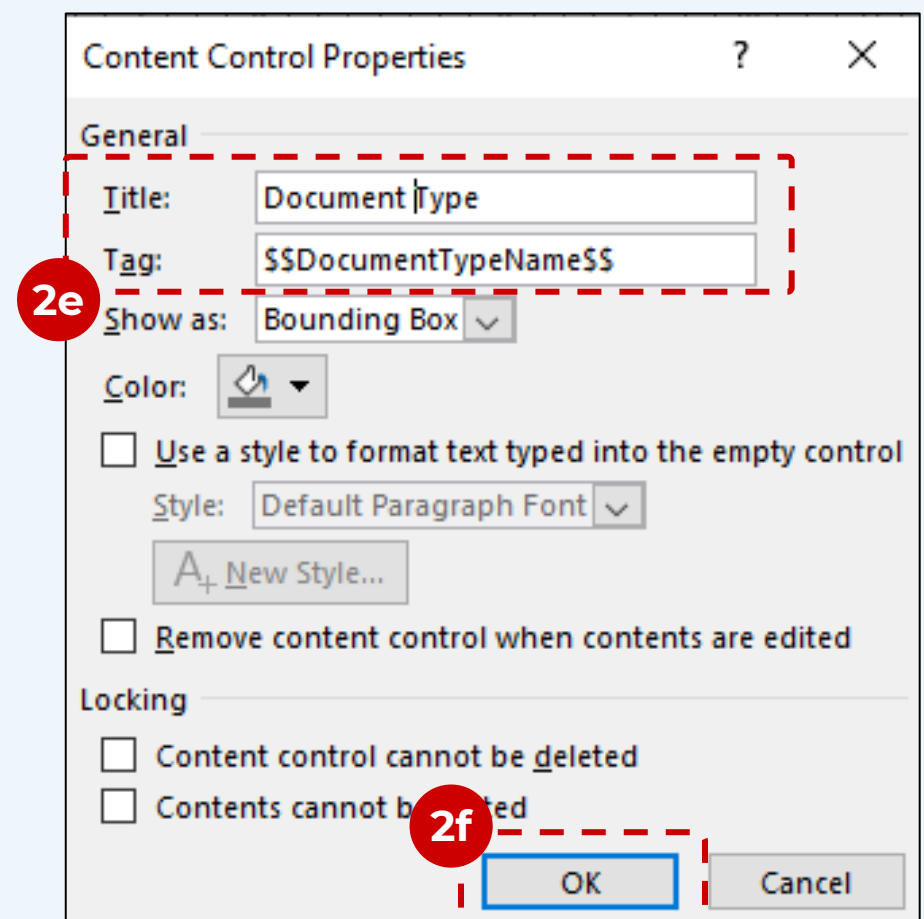 Content Control Properties ? ×
General
Title: Document Type
Tag: $$DocumentTypeName$$
2e
Show as: Bounding Box
Color:
Use a style to format text typed into the empty control
Style: Default Paragraph Font
A+ New Style...
Remove content control when contents are edited
Locking
Content control cannot be deleted
Contents cannot
2f
OK Cancel